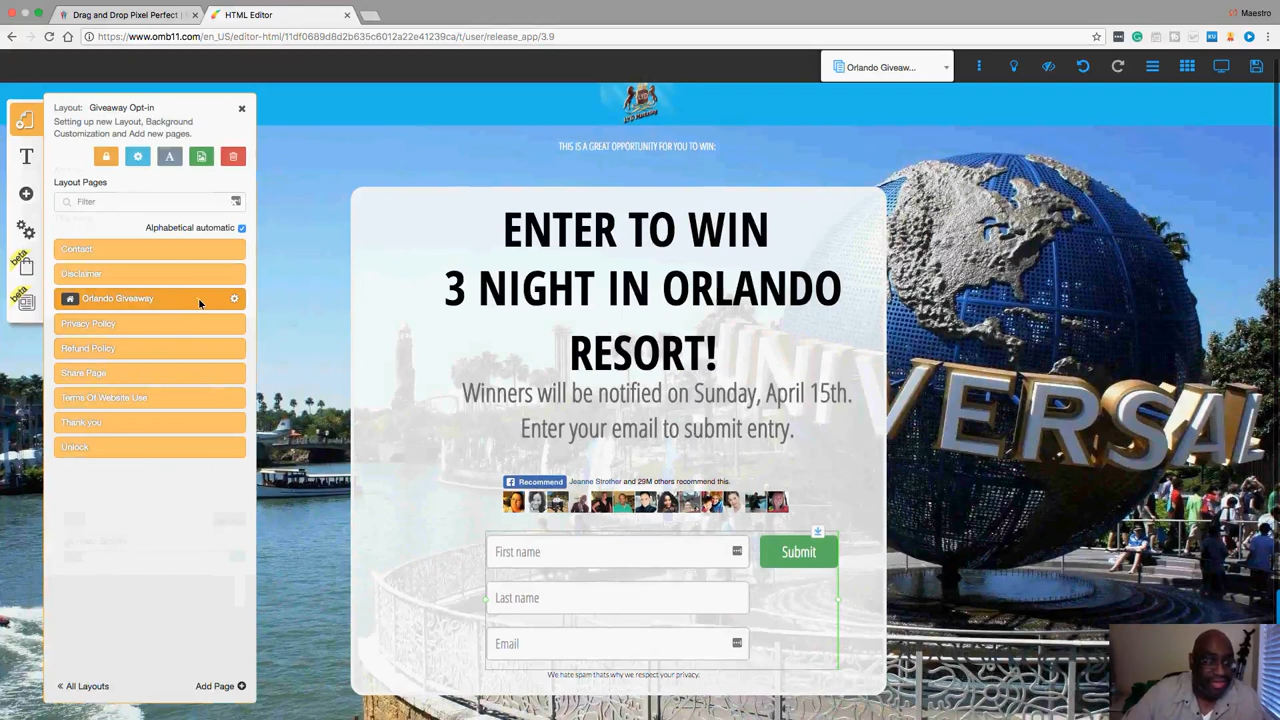 Drag and Drop Pixel Perfect |
HTML Editor
Maestro
https://www.omb11.com/en_US/editor-html/11df0689d8d2b635c6012a22e41239ca/t/user/release_app/3.9
Orlando Giveaw...
Layout: Giveaway Opt-in
Setting up new Layout, Background
Customization and Add new pages.
A
Layout Pages
Filter
Alphabetical automatic
Contact
Disclaimer
Orlando Giveaway
Privacy Policy
Refund Policy
Share Page
Terms Of Website Use
Thank you
Unlock
All Layouts
Add Page
T
beta
beta
THIS IS A GREAT OPPORTUNITY FOR YOU TO WIN:
ENTER TO WIN
3 NIGHT IN ORLANDO
RESORT!
Winners will be notified on Sunday, April 15th.
Enter your email to submit entry.
Recommend Jeanne Strother and 29M others recommend this.
First name
Submit
Last name
Email
We hate spam thats why we respect your privacy.
VERSAL